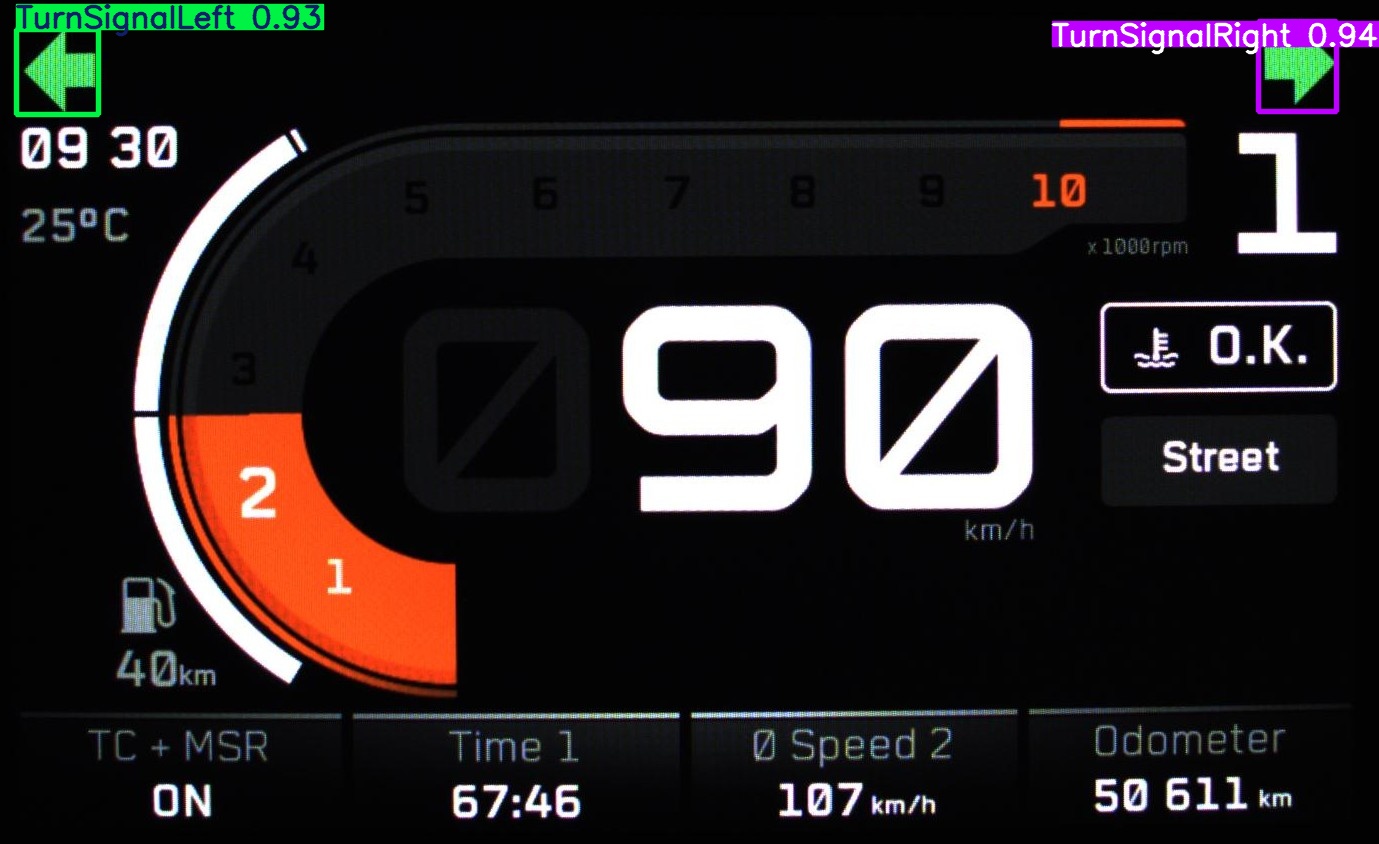 TurnSignalLeft 0.93
TurnSignalRight 0.94
09 30
25°C
5 6 7 8 9 10
x 1000rpm
1
4
3
2
1
090
km/h
O.K.
Street
40km
TC + MSR
ON
Time 1
67:46
Ø Speed 2
107 km/h
Odometer
50 611 km